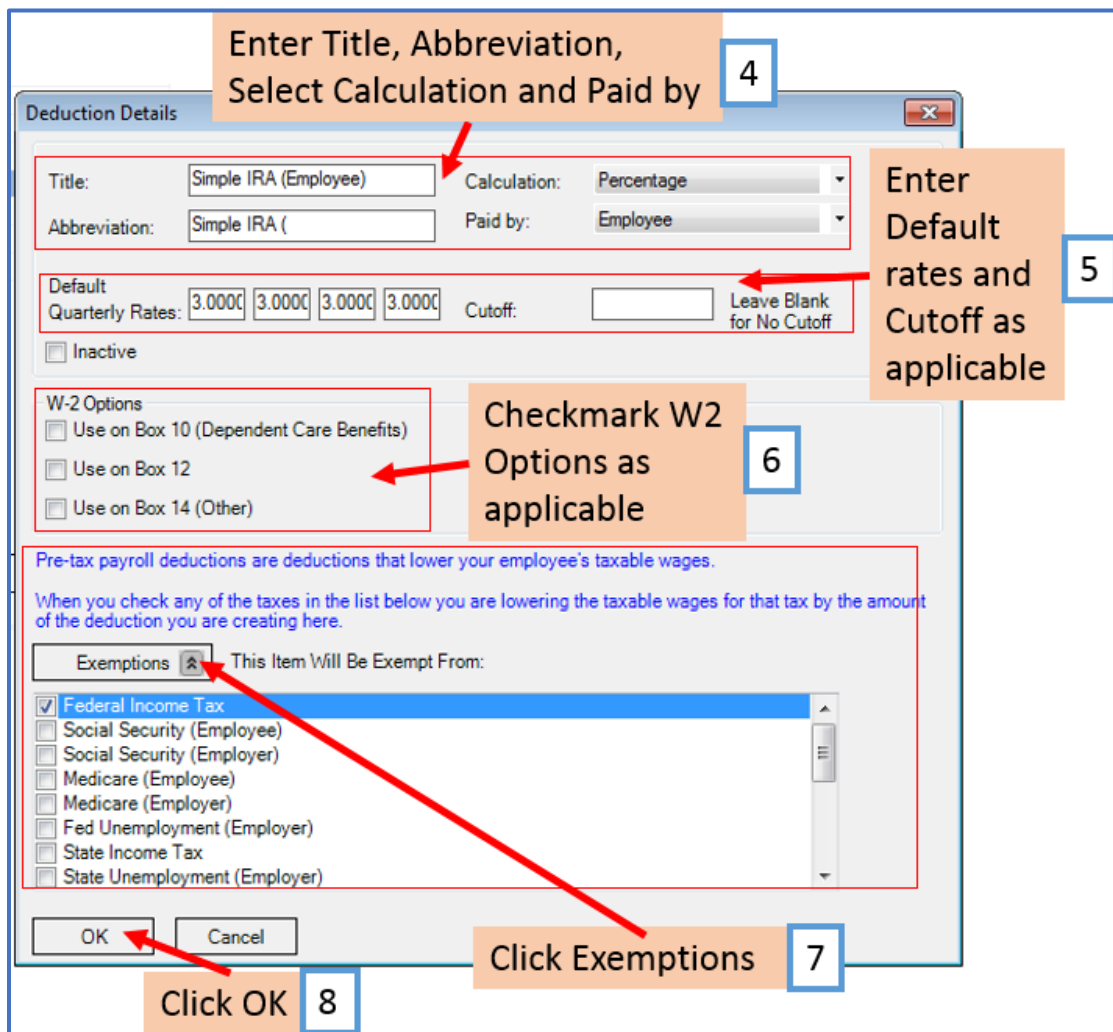 Enter Title, Abbreviation,
Select Calculation and Paid by
4
Deduction Details
Title:
Simple IRA (Employee)
Calculation:
Percentage
Abbreviation:
Simple IRA (
Paid by:
Employee
Enter
Default
rates and
Cutoff as
applicable
5
Default
Quarterly Rates:
3.0000
3.0000
3.0000
3.0000
Cutoff:
Leave Blank
for No Cutoff
Inactive
W-2 Options
Use on Box 10 (Dependent Care Benefits)
Use on Box 12
Use on Box 14 (Other)
Checkmark W2
Options as
applicable
6
Pre-tax payroll deductions are deductions that lower your employee's taxable wages.
When you check any of the taxes in the list below you are lowering the taxable wages for that tax by the amount
of the deduction you are creating here.
Exemptions
This Item Will Be Exempt From:
Federal Income Tax
Social Security (Employee)
Social Security (Employer)
Medicare (Employee)
Medicare (Employer)
Fed Unemployment (Employer)
State Income Tax
State Unemployment (Employer)
OK
Cancel
Click Exemptions
7
Click OK
8